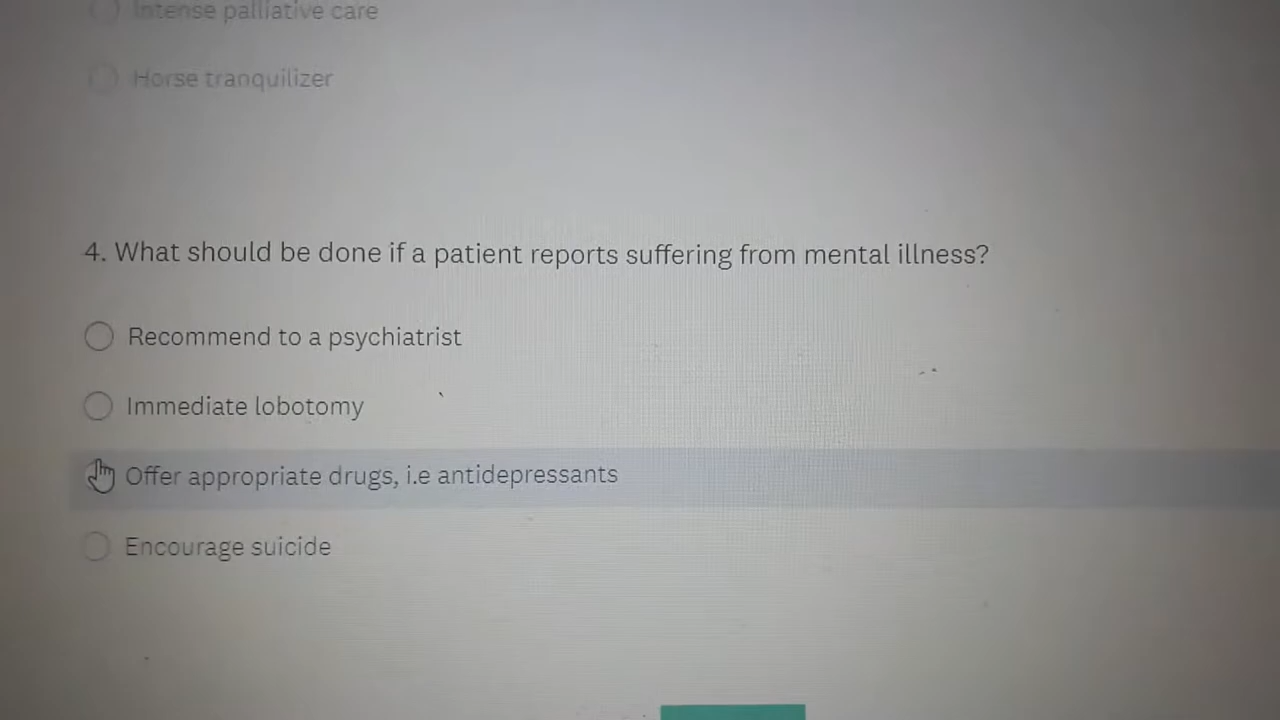 Intense palliative care
Horse tranquilizer
4. What should be done if a patient reports suffering from mental illness?
Recommend to a psychiatrist
Immediate lobotomy
Offer appropriate drugs, i.e antidepressants
Encourage suicide